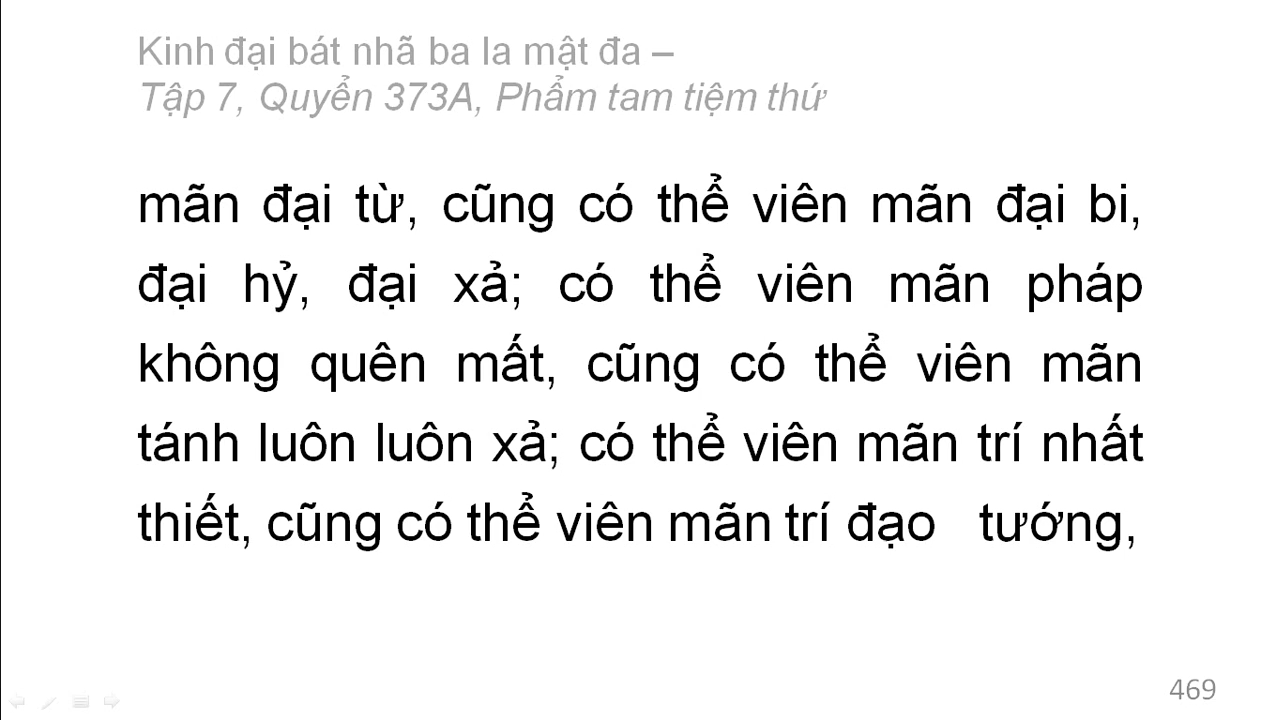 Kinh đại bát nhã ba la mật đa –
Tập 7, Quyển 373A, Phẩm tam tiệm thứ
mãn đại từ, cũng có thể viên mãn đại bi,
đại hỷ, đại xả; có thể viên mãn pháp
không quên mất, cũng có thể viên mãn
tánh luôn luôn xả; có thể viên mãn trí nhất
thiết, cũng có thể viên mãn trí đạo tướng,
469